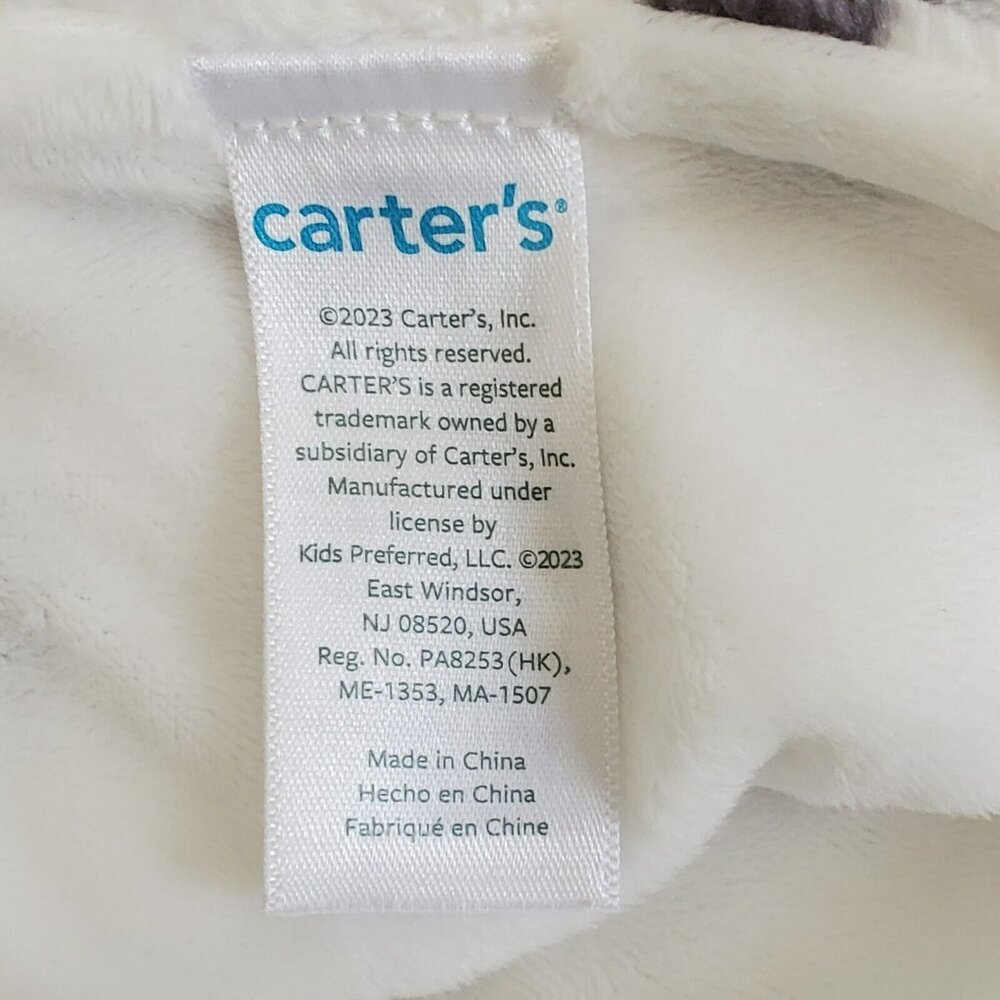 carter's®
©2023 Carter's, Inc.
All rights reserved.
CARTER'S is a registered
trademark owned by a
subsidiary of Carter's, Inc.
Manufactured under
license by
Kids Preferred, LLC. ©2023
East Windsor,
NJ 08520, USA
Reg. No. PA8253(HK),
ME-1353, MA-1507
Made in China
Hecho en China
Fabriqué en Chine